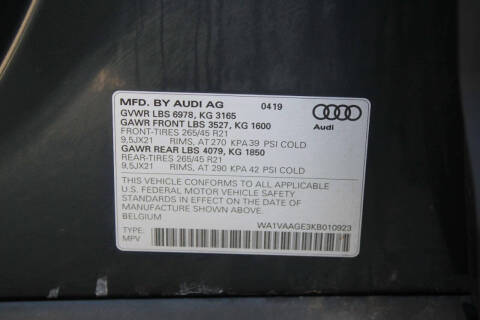 MFD. BY AUDI AG 0419
GVWR LBS 6978, KG 3165
GAWR FRONT LBS 3527, KG 1600
FRONT-TIRES 265/45 R21
9,5JX21 RIMS, AT 270 KPA 39 PSI COLD
GAWR REAR LBS 4079, KG 1850
REAR-TIRES 265/45 R21
9,5JX21 RIMS, AT 290 KPA 42 PSI COLD
Audi
THIS VEHICLE CONFORMS TO ALL APPLICABLE
U.S. FEDERAL MOTOR VEHICLE SAFETY
STANDARDS IN EFFECT ON THE DATE OF
MANUFACTURE SHOWN ABOVE.
BELGIUM
WA1VAAGE3KB010923
TYPE:
MPV